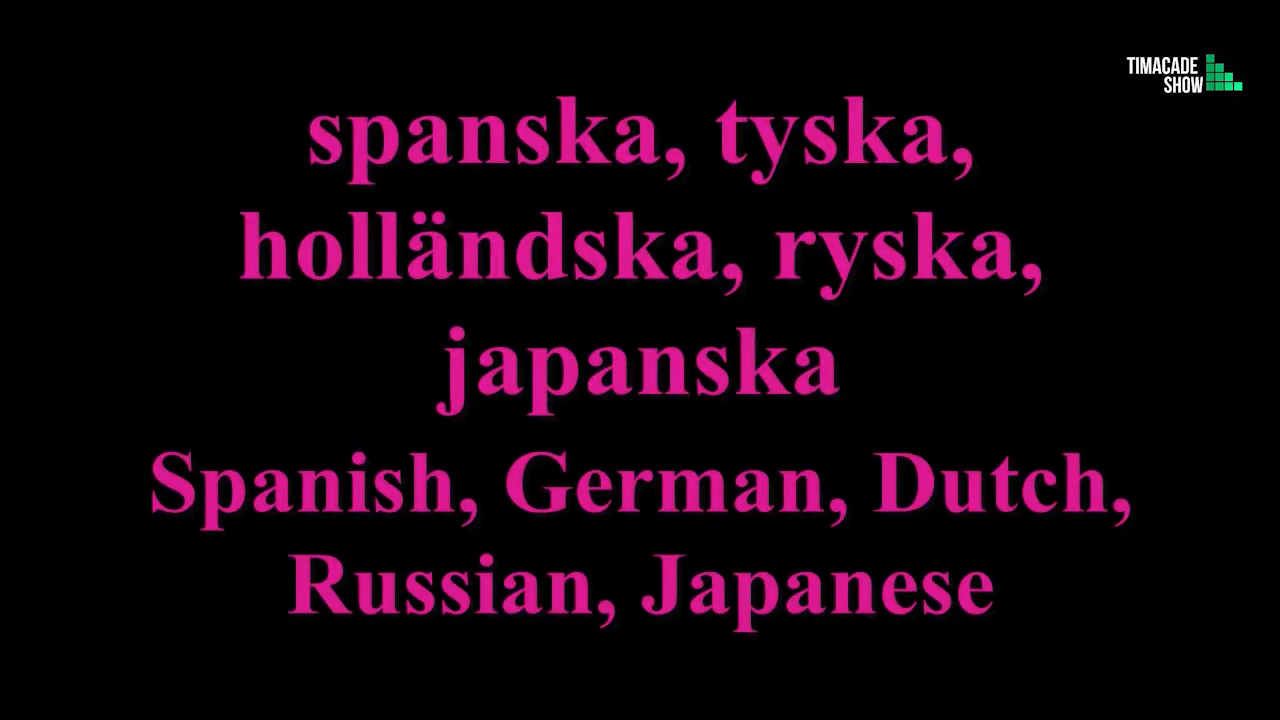 TIMACADE
SHOW
spanska, tyska,
holländska, ryska,
japanska
Spanish, German, Dutch,
Russian, Japanese